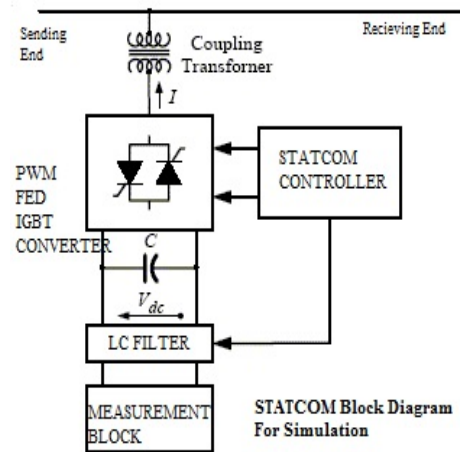 Sending
End
Coupling
Transforner
Recieving End
I
PWM
FED
IGBT
CONVERTER
STATCOM
CONTROLLER
C
Vdc
LC FILTER
MEASUREMENT
BLOCK
STATCOM Block Diagram
For Simulation